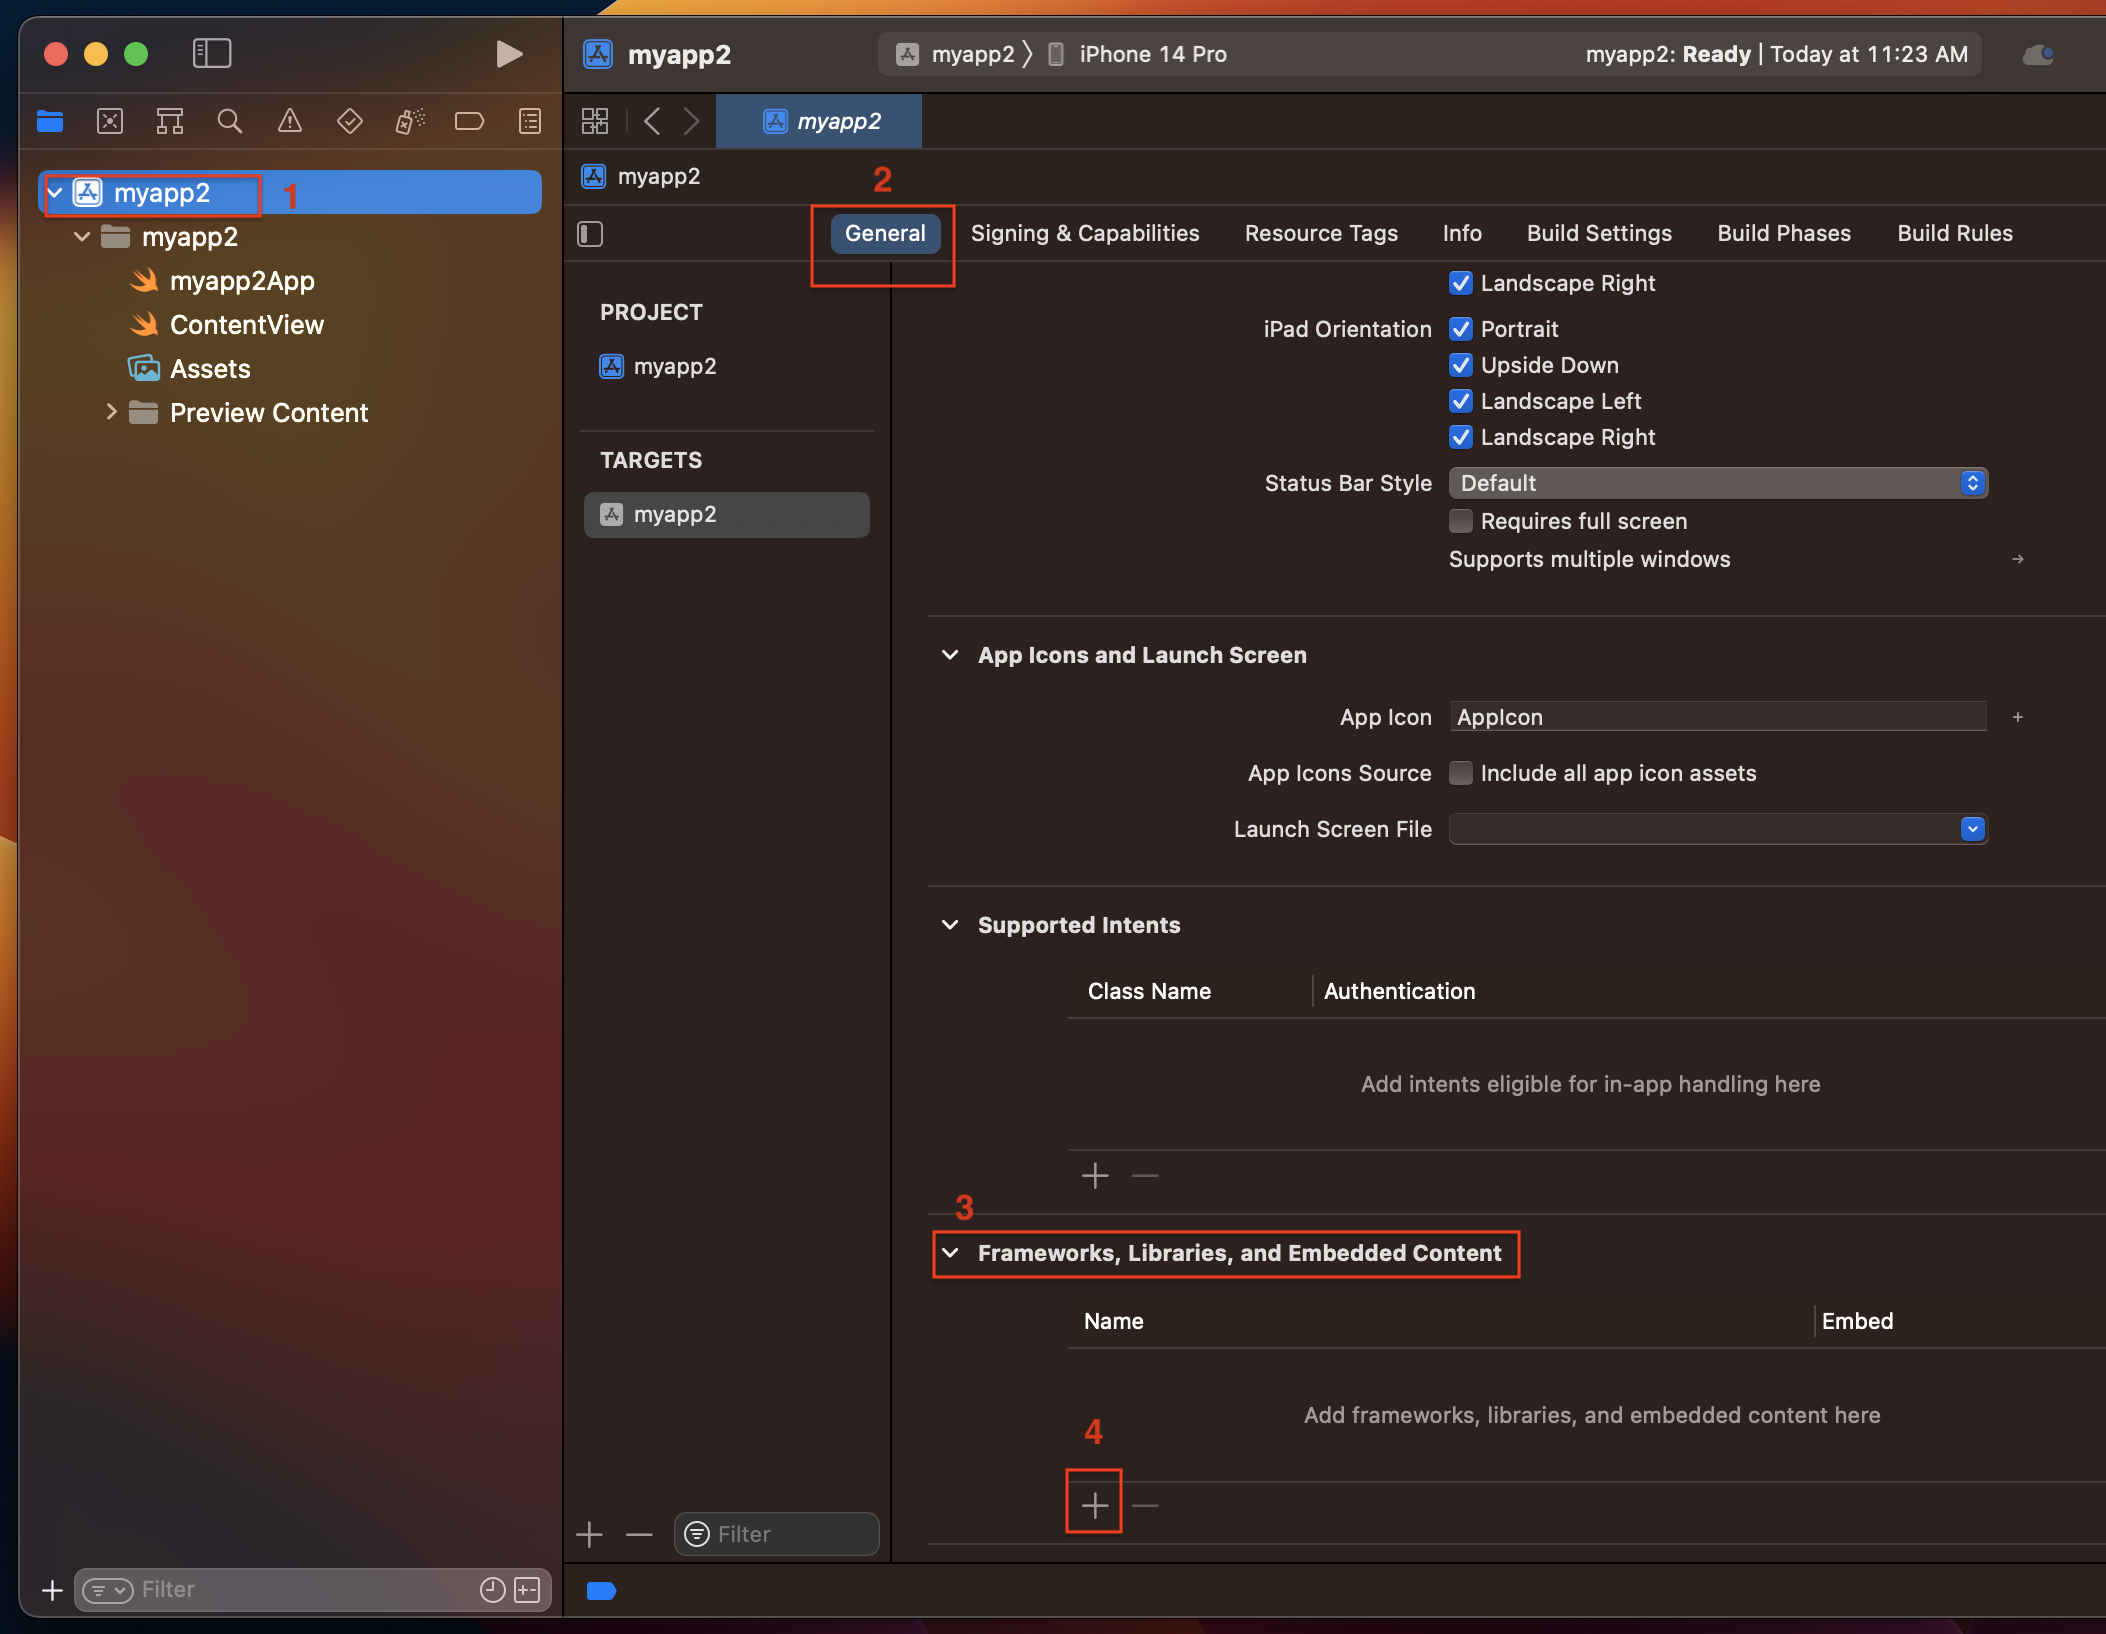 myapp2
myapp2 〉 iPhone 14 Pro
myapp2: Ready | Today at 11:23 AM
myapp2
myapp2
1
myapp2
myapp2App
ContentView
Assets
Preview Content
Filter
myapp2
2
General
Signing & Capabilities
Resource Tags
Info
Build Settings
Build Phases
Build Rules
PROJECT
myapp2
TARGETS
myapp2
Filter
Landscape Right
iPad Orientation
Portrait
Upside Down
Landscape Left
Landscape Right
Status Bar Style
Default
Requires full screen
Supports multiple windows
App Icons and Launch Screen
App Icon
AppIcon
App Icons Source
Include all app icon assets
Launch Screen File
Supported Intents
Class Name
Authentication
Add intents eligible for in-app handling here
3
Frameworks, Libraries, and Embedded Content
Name
Embed
Add frameworks, libraries, and embedded content here
4